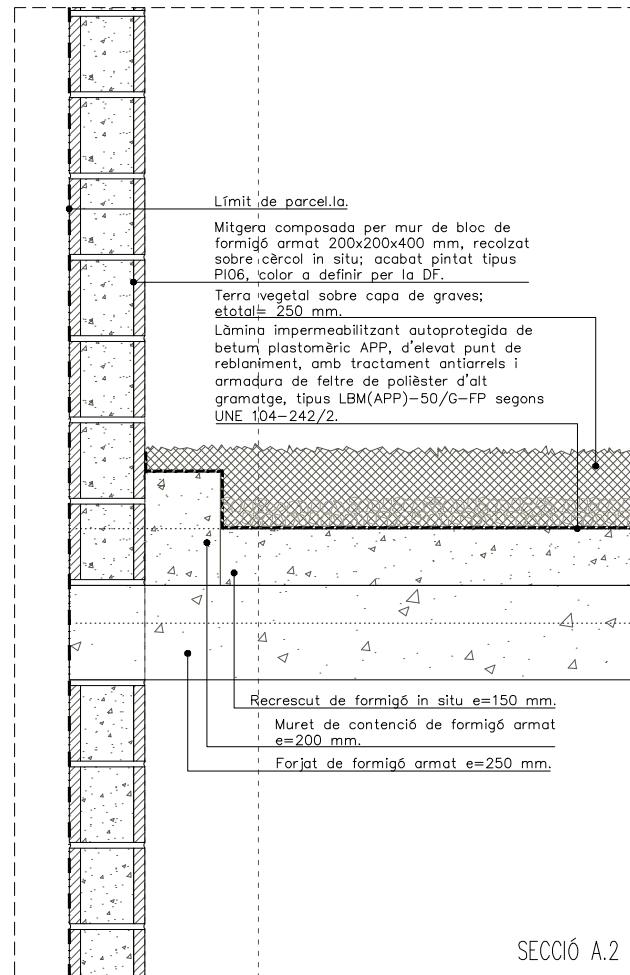 Límit de parcel.la.
Mitgera composada per mur de bloc de
formigó armat 200x200x400 mm, recolzat
sobre cèrcol in situ; acabat pintat tipus
PI06, color a definir per la DF.
Terra vegetal sobre capa de graves;
etotal= 250 mm.
Làmina impermeabilitzant autoprotegida de
betum plastomèric APP, d'elevat punt de
reblaniment, amb tractament antiarrels i
armadura de feltre de polièster d'alt
gramatge, tipus LBM(APP)-50/G-FP segons
UNE 104-242/2.
Recrescut de formigó in situ e=150 mm.
Muret de contenció de formigó armat
e=200 mm.
Forjat de formigó armat e=250 mm.
SECCIÓ A.2